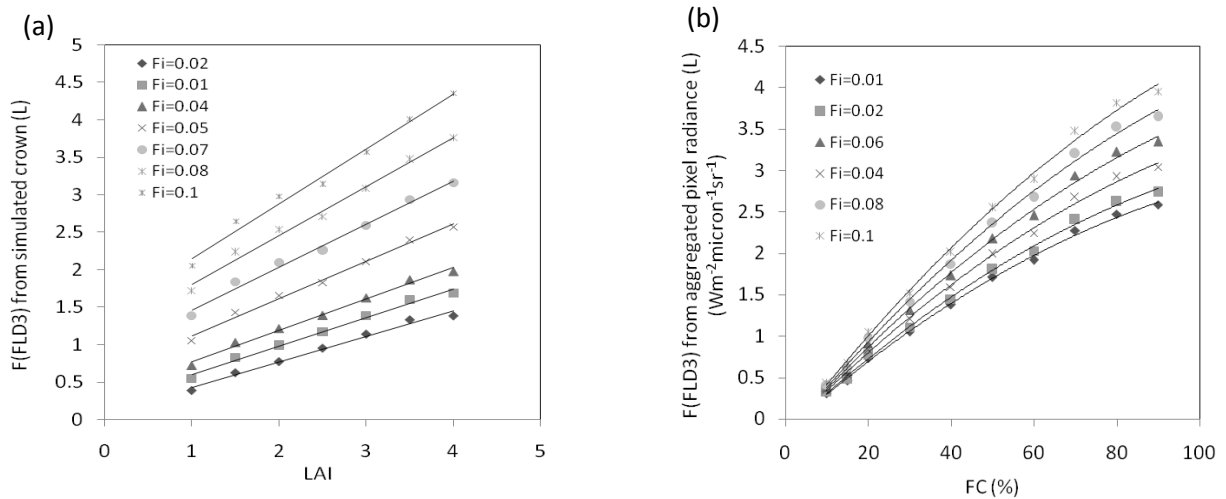 (a)
F(FLD3) from simulated crown (L)
5
4.5
4
3.5
3
2.5
2
1.5
1
0.5
0
Fi=0.02
Fi=0.01
Fi=0.04
Fi=0.05
Fi=0.07
Fi=0.08
Fi=0.1
0 1 2 3 4 5
LAI
(b)
F(FLD3) from aggregated pixel radiance (L)
(Wm-2micron-1sr-1)
4.5
4
3.5
3
2.5
2
1.5
1
0.5
0
Fi=0.01
Fi=0.02
Fi=0.06
Fi=0.04
Fi=0.08
Fi=0.1
0 20 40 60 80 100
FC (%)